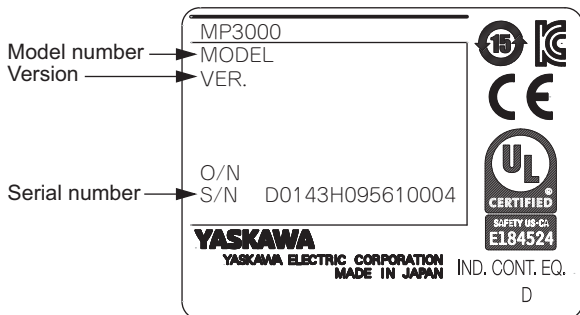 MP3000
Model number
MODEL
Version
VER.
O/N
Serial number
S/N D0143H095610004
YASKAWA
YASKAWA ELECTRIC CORPORATION
MADE IN JAPAN
15
CE
UL
®
CERTIFIED
SAFETY US-CA
E184524
IND. CONT. EQ.
D